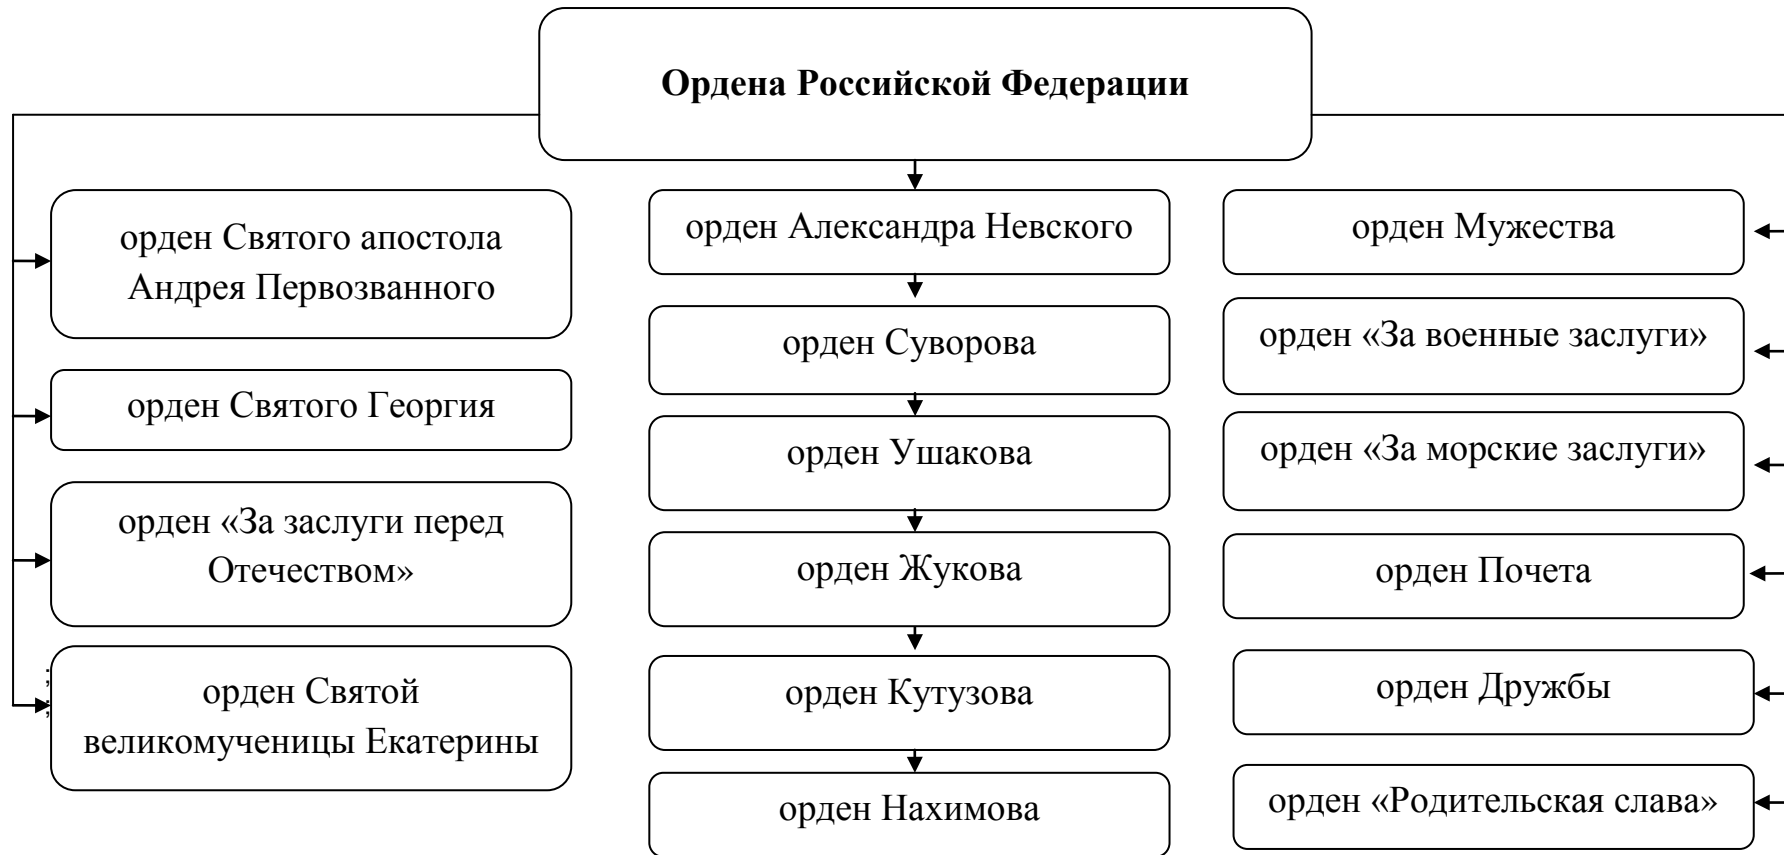 Ордена Российской Федерации
орден Святого апостола
Андрея Первозванного
орден Святого Георгия
орден «За заслуги перед
Отечеством»
орден Святой
великомученицы Екатерины
орден Александра Невского
орден Суворова
орден Ушакова
орден Жукова
орден Кутузова
орден Нахимова
орден Мужества
орден «За военные заслуги»
орден «За морские заслуги»
орден Почета
орден Дружбы
орден «Родительская слава»